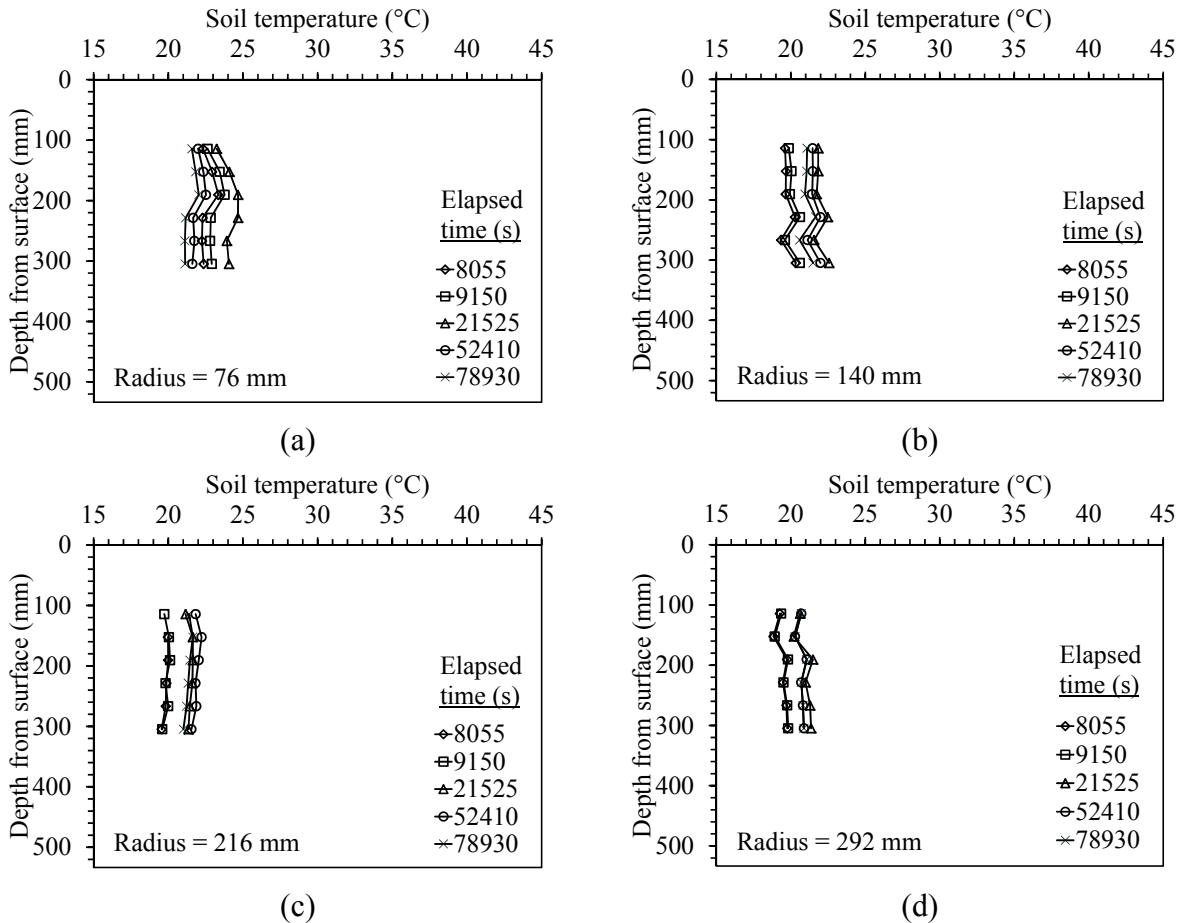 Soil temperature (°C)
15 20 25 30 35 40 45
0
100
200
300
400
500
Depth from surface (mm)
Elapsed
time (s)
8055
9150
21525
52410
78930
Radius = 76 mm
(a)
Soil temperature (°C)
15 20 25 30 35 40 45
0
100
200
300
400
500
Depth from surface (mm)
Elapsed
time (s)
8055
9150
21525
52410
78930
Radius = 140 mm
(b)
Soil temperature (°C)
15 20 25 30 35 40 45
0
100
200
300
400
500
Depth from surface (mm)
Elapsed
time (s)
8055
9150
21525
52410
78930
Radius = 216 mm
(c)
Soil temperature (°C)
15 20 25 30 35 40 45
0
100
200
300
400
500
Depth from surface (mm)
Elapsed
time (s)
8055
9150
21525
52410
78930
Radius = 292 mm
(d)